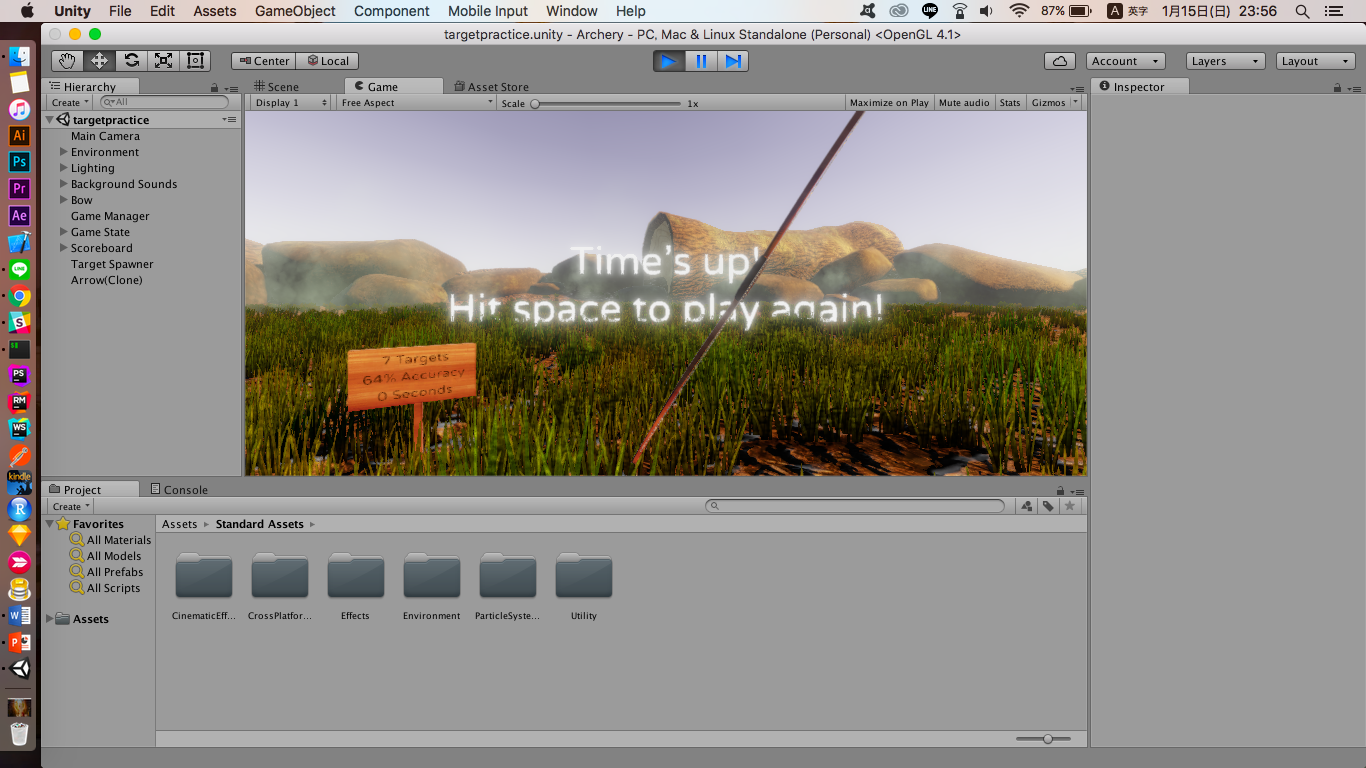 Unity File Edit Assets GameObject Component Mobile Input Window Help
LINE 87% A 英字 1月15日(日) 23:56
targetpractice.unity - Archery - PC, Mac & Linux Standalone (Personal) <OpenGL 4.1>
Center Local Account Layers Layout
Hierarchy
Create All
targetpractice
Main Camera
Environment
Lighting
Background Sounds
Bow
Game Manager
Game State
Scoreboard
Target Spawner
Arrow(Clone)
Scene Game Asset Store
Display 1 Free Aspect Scale 1x Maximize on Play Mute audio Stats Gizmos
Time's up!
Hit space to play again!
7 Targets
64% Accuracy
0 Seconds
Inspector
Project Console
Create
Favorites
All Materials
All Models
All Prefabs
All Scripts
Assets
Assets Standard Assets
CinematicEff... CrossPlatfor... Effects Environment ParticleSyste... Utility
Ai
Ps
Pr
Ae
LINE
S
$$
PS
RM
WS
kindle
R
W
P